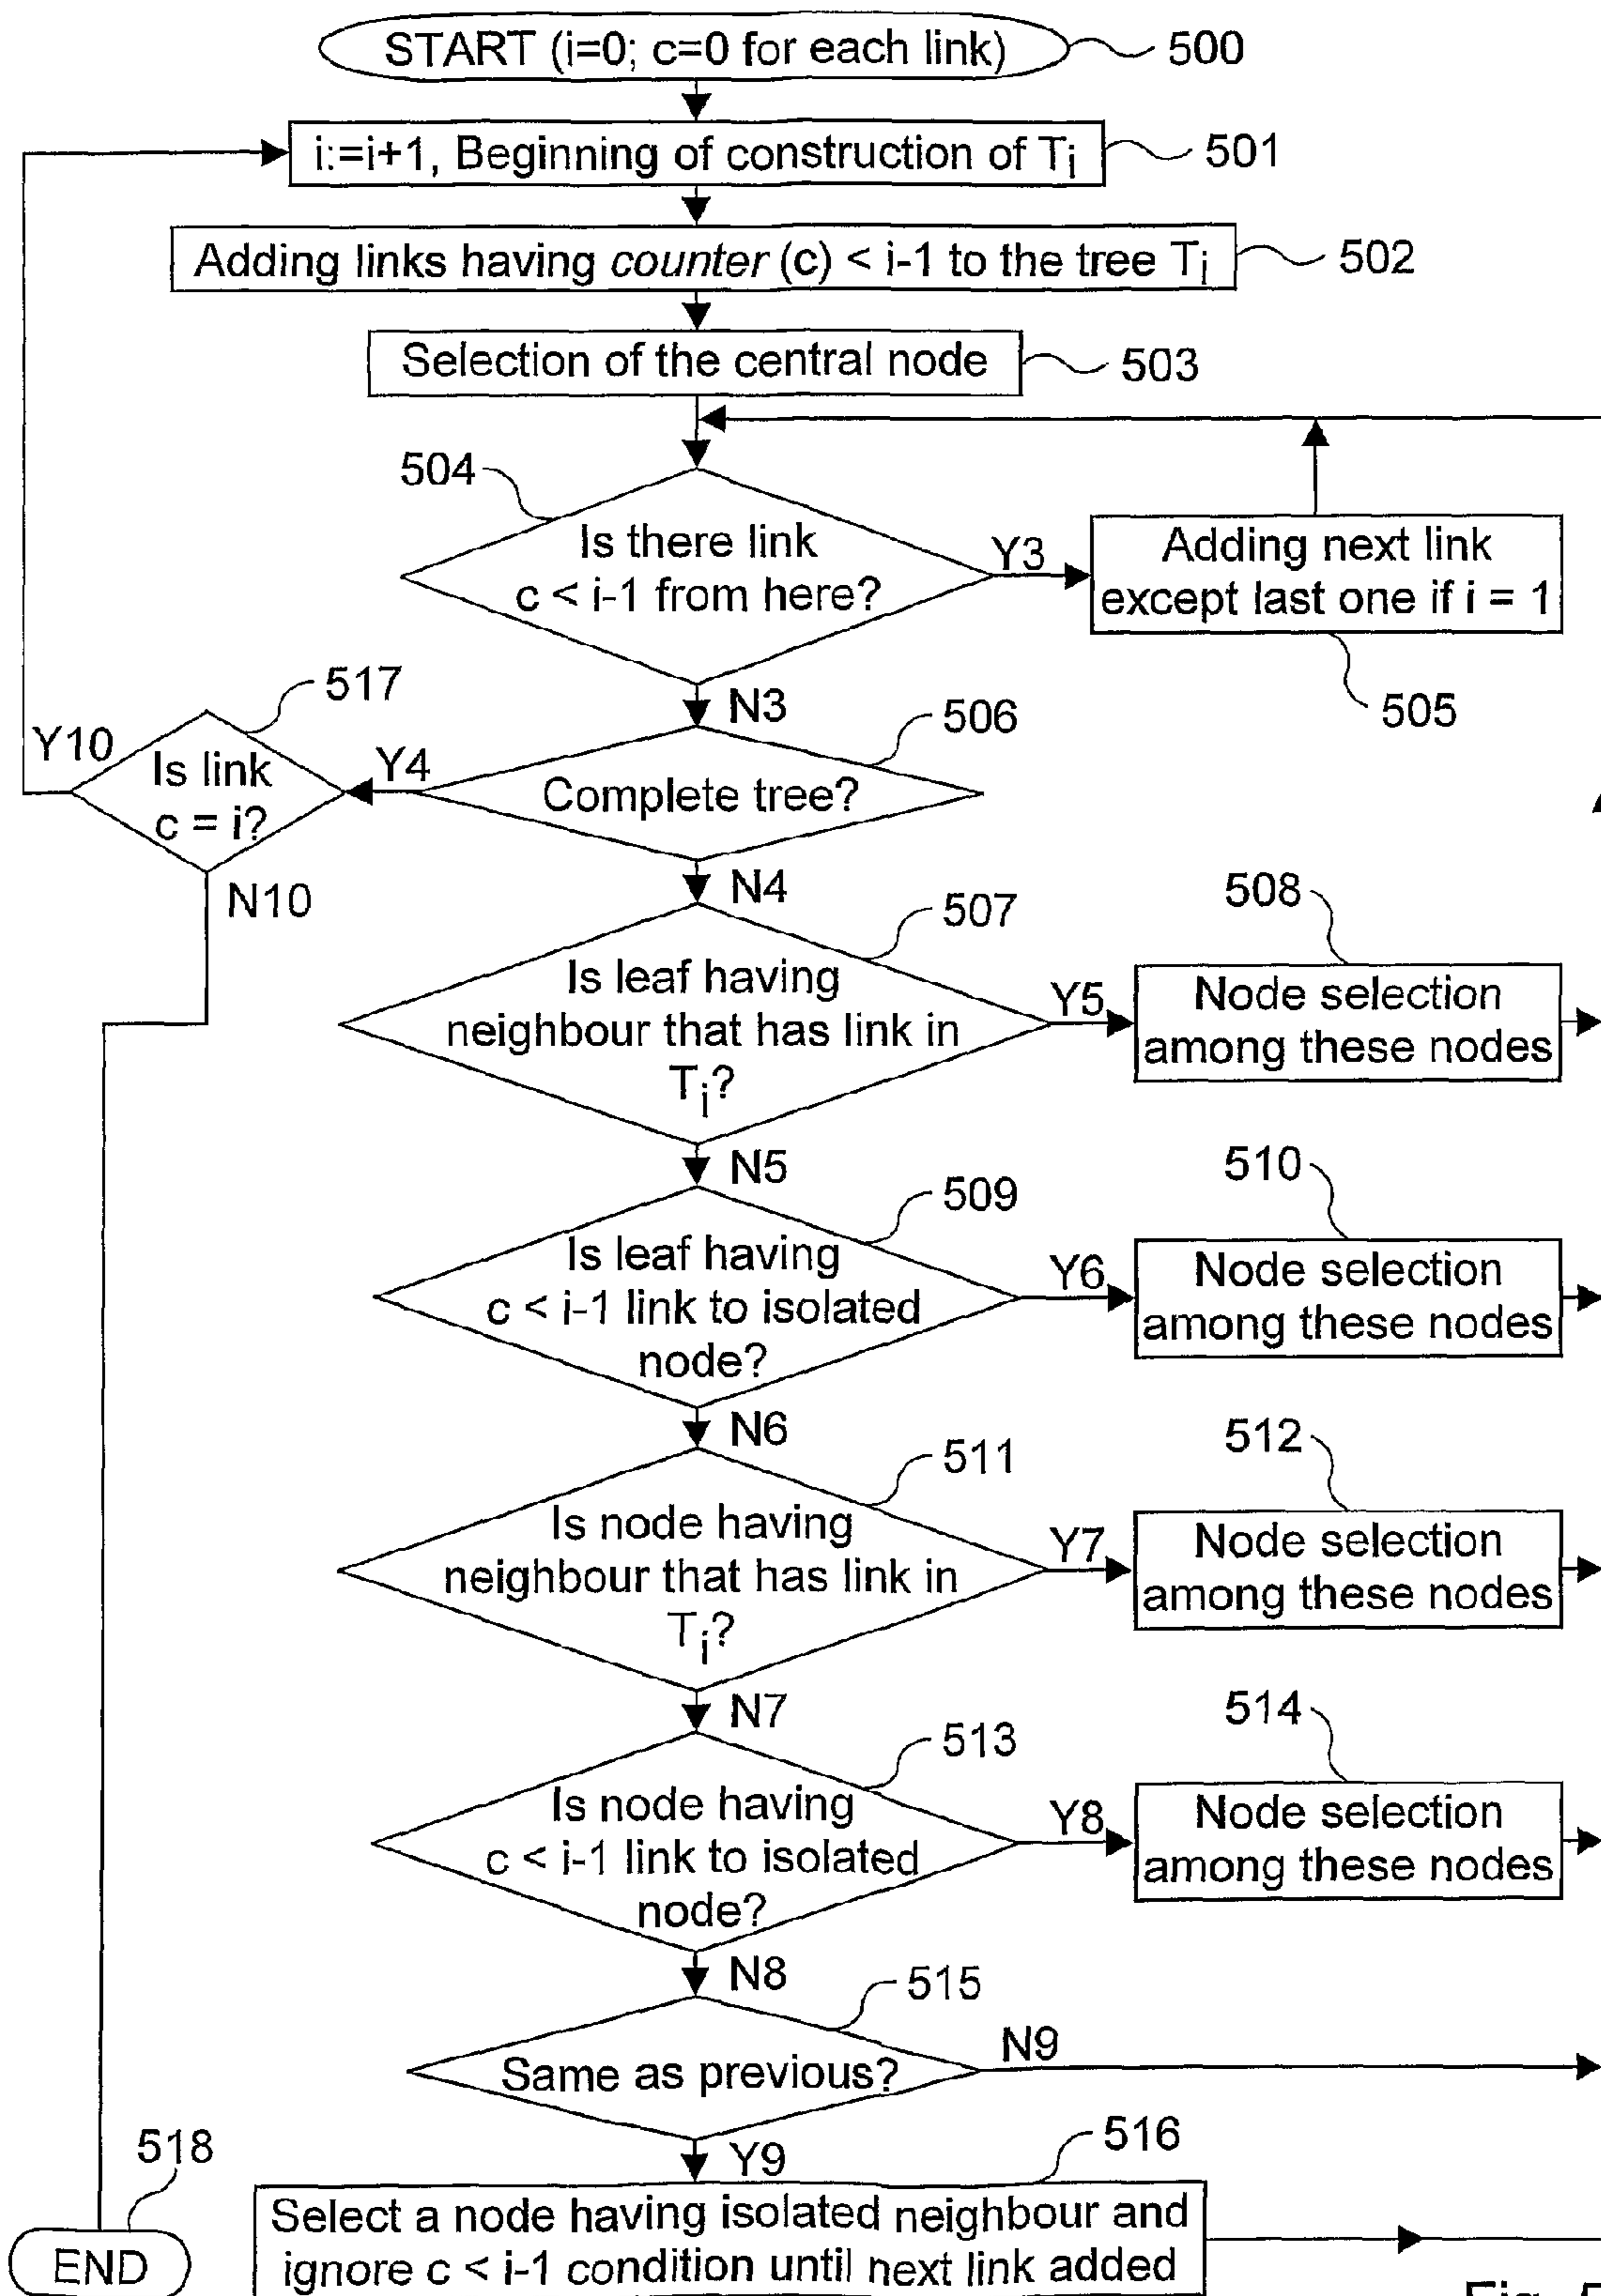 START (i=0; c=0 for each link)
500
i:=i+1, Beginning of construction of Ti
501
Adding links having counter (c) < i-1 to the tree Ti
502
Selection of the central node
503
504
Is there link
c < i-1 from here?
Y3
Adding next link
except last one if i = 1
505
N3
517
Y10
Is link
c = i?
Y4
506
Complete tree?
N10
N4
507
Is leaf having
neighbour that has link in
Ti?
Y5
508
Node selection
among these nodes
N5
509
Is leaf having
c < i-1 link to isolated
node?
Y6
510
Node selection
among these nodes
N6
511
Is node having
neighbour that has link in
Ti?
Y7
512
Node selection
among these nodes
N7
513
Is node having
c < i-1 link to isolated
node?
Y8
514
Node selection
among these nodes
N8
515
Same as previous?
N9
Y9
516
Select a node having isolated neighbour and
ignore c < i-1 condition until next link added
518
END